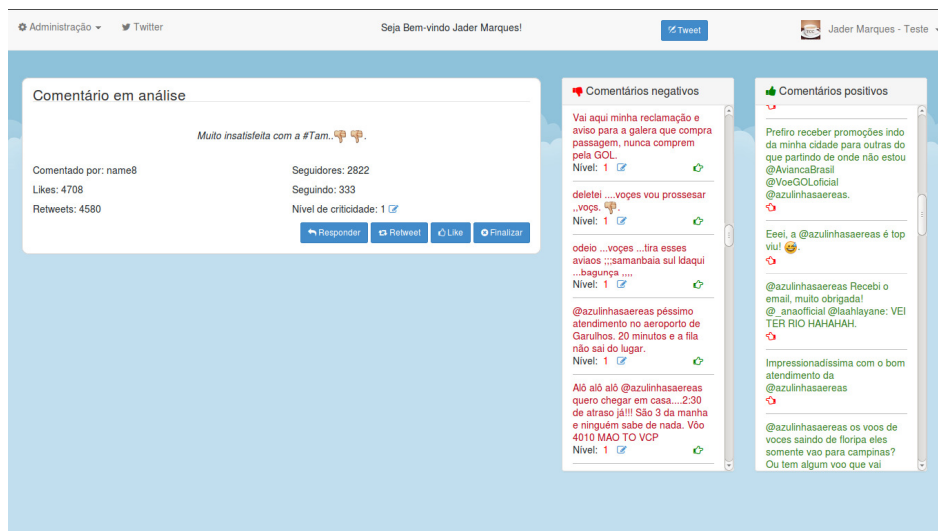 Administração Twitter Seja Bem-vindo Jader Marques! Tweet Jader Marques - Teste
Comentário em análise
Muito insatisfeita com a #Tam..👎👎.
Comentado por: name8 Seguidores: 2822
Likes: 4708 Seguindo: 333
Retweets: 4580 Nível de criticidade: 1
Responder Retweet Like Finalizar
Comentários negativos
Vai aqui minha reclamação e
aviso para a galera que compra
passagem, nunca comprem
pela GOL.
Nível: 1
deletei ....voçes vou prossesar
,,voçs. 👎.
Nível: 1
odeio ...voçes ...tira esses
aviaos ;;;samanbaia sul ldaqui
...bagunça ,,,,
Nível: 1
@azulinhasaereas péssimo
atendimento no aeroporto de
Garulhos. 20 minutos e a fila
não sai do lugar.
Nível: 1
Alô alô alô @azulinhasaereas
quero chegar em casa....2:30
de atraso já!!! São 3 da manha
e ninguém sabe de nada. Vôo
4010 MAO TO VCP
Nível: 1
Comentários positivos
Prefiro receber promoções indo
da minha cidade para outras do
que partindo de onde não estou
@AviancaBrasil
@VoeGOLoficial
@azulinhasaereas.
Eeei, a @azulinhasaereas é top
viu! 😅.
@azulinhasaereas Recebi o
email, muito obrigada!
@_anaofficial @laahlayane: VEI
TER RIO HAHAHAH.
Impressionadíssima com o bom
atendimento da
@azulinhasaereas
@azulinhasaereas os voos de
voces saindo de floripa eles
somente vao para campinas?
Ou tem algum voo que vai